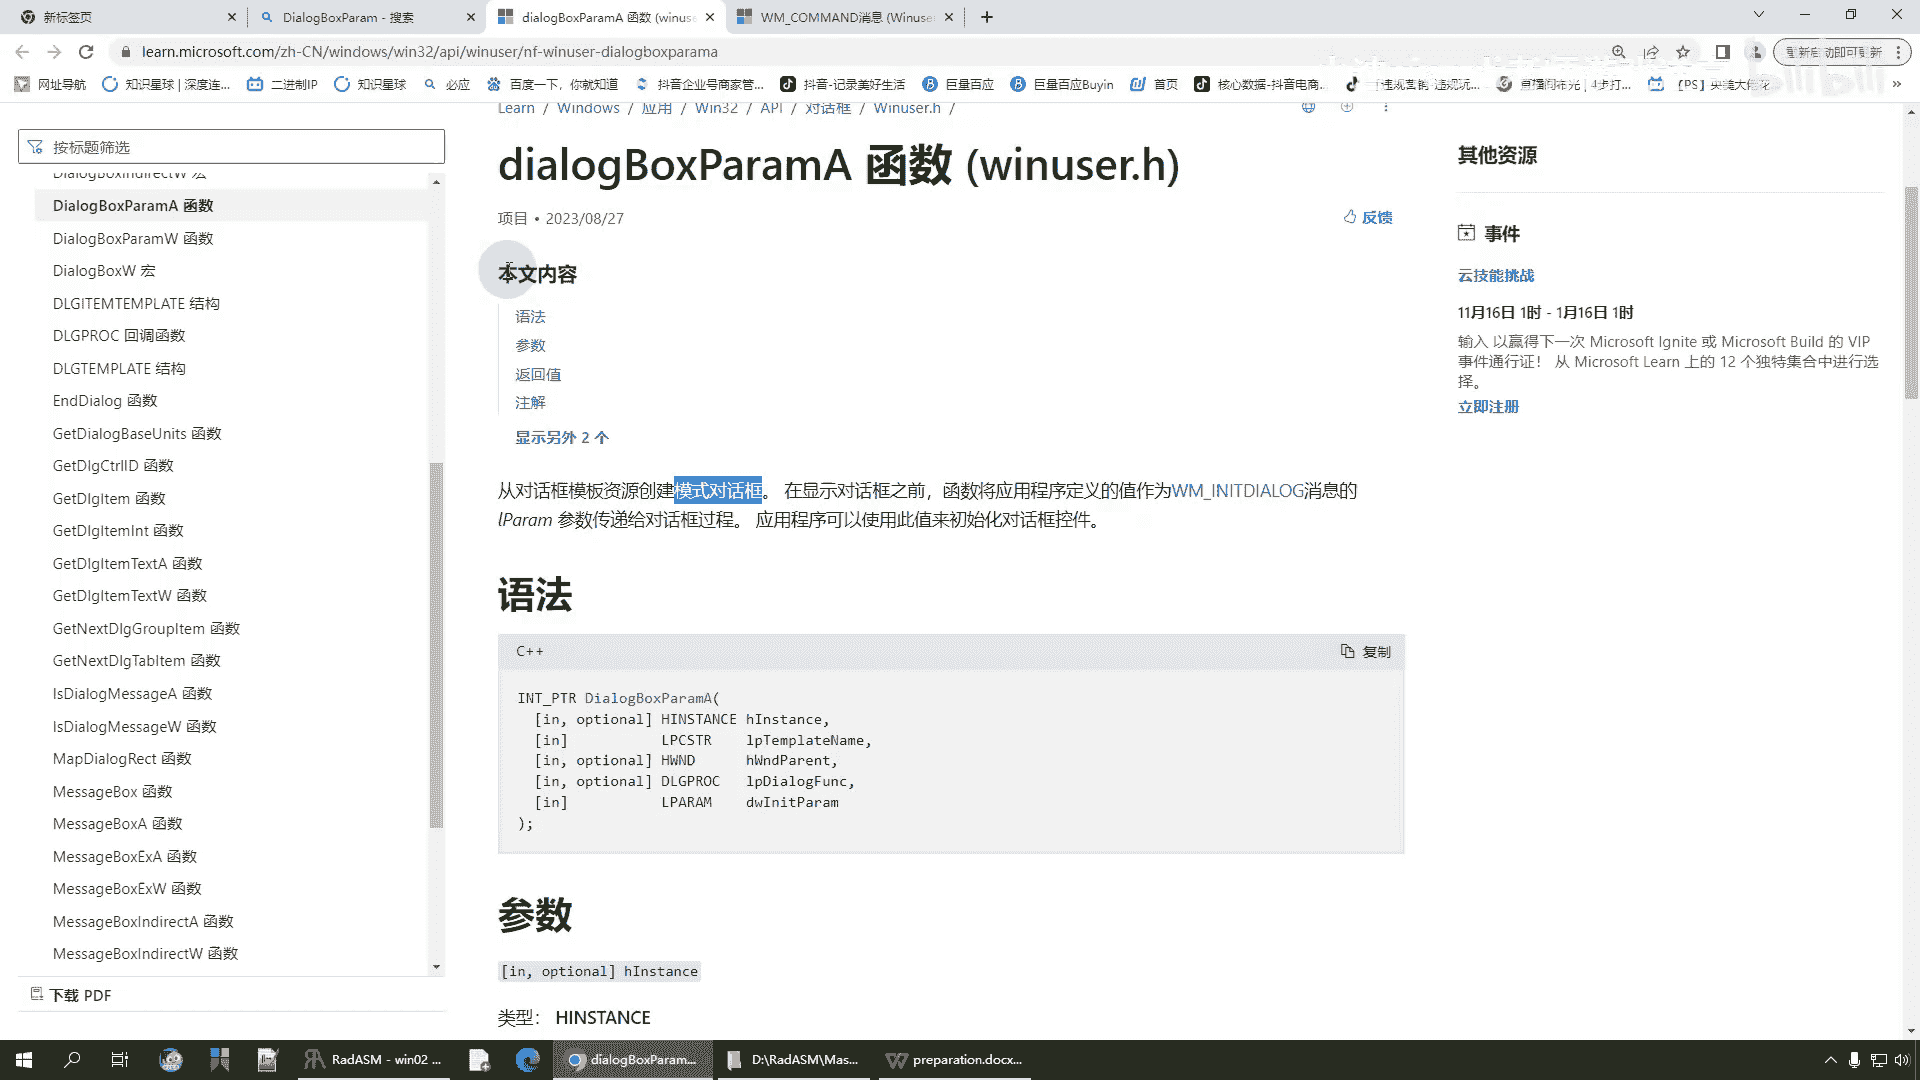 新标签页
DialogBoxParam - 搜索
dialogBoxParamA 函数 (winuse
WM_COMMAND消息 (Winuse
learn.microsoft.com/zh-CN/windows/win32/api/winuser/nf-winuser-dialogboxparama
重新启动即可更新
网址导航
知识星球 | 深度连...
二进制IP
知识星球
必应
百度一下，你就知道
抖音企业号商家管...
抖音-记录美好生活
巨量百应
巨量百应Buyin
首页
核心数据-抖音电商...
Learn / Windows / 应用 / Win32 / API / 对话框 / Winuser.h /
按标题筛选
DialogBoxIndirectW 宏
DialogBoxParamA 函数
DialogBoxParamW 函数
DialogBoxW 宏
DLGITEMTEMPLATE 结构
DLGPROC 回调函数
DLGTEMPLATE 结构
EndDialog 函数
GetDialogBaseUnits 函数
GetDlgCtrlID 函数
GetDlgItem 函数
GetDlgItemInt 函数
GetDlgItemTextA 函数
GetDlgItemTextW 函数
GetNextDlgGroupItem 函数
GetNextDlgTabItem 函数
IsDialogMessageA 函数
IsDialogMessageW 函数
MapDialogRect 函数
MessageBox 函数
MessageBoxA 函数
MessageBoxExA 函数
MessageBoxExW 函数
MessageBoxIndirectA 函数
MessageBoxIndirectW 函数
下载 PDF
dialogBoxParamA 函数 (winuser.h)
项目 • 2023/08/27
反馈
本文内容
语法
参数
返回值
注解
显示另外 2 个
从对话框模板资源创建模式对话框。 在显示对话框之前，函数将应用程序定义的值作为WM_INITDIALOG消息的
lParam 参数传递给对话框过程。 应用程序可以使用此值来初始化对话框控件。
语法
C++
复制
INT_PTR DialogBoxParamA(
[in, optional] HINSTANCE hInstance,
[in] LPCSTR lpTemplateName,
[in, optional] HWND hWndParent,
[in, optional] DLGPROC lpDialogFunc,
[in] LPARAM dwInitParam
);
参数
[in, optional] hInstance
类型： HINSTANCE
其他资源
事件
云技能挑战
11月16日 1时 - 1月16日 1时
输入 以赢得下一次 Microsoft Ignite 或 Microsoft Build 的 VIP
事件通行证！ 从 Microsoft Learn 上的 12 个独特集合中进行选
择。
立即注册
RadASM - win02 ...
dialogBoxParam...
D:\RadASM\Mas...
preparation.docx...